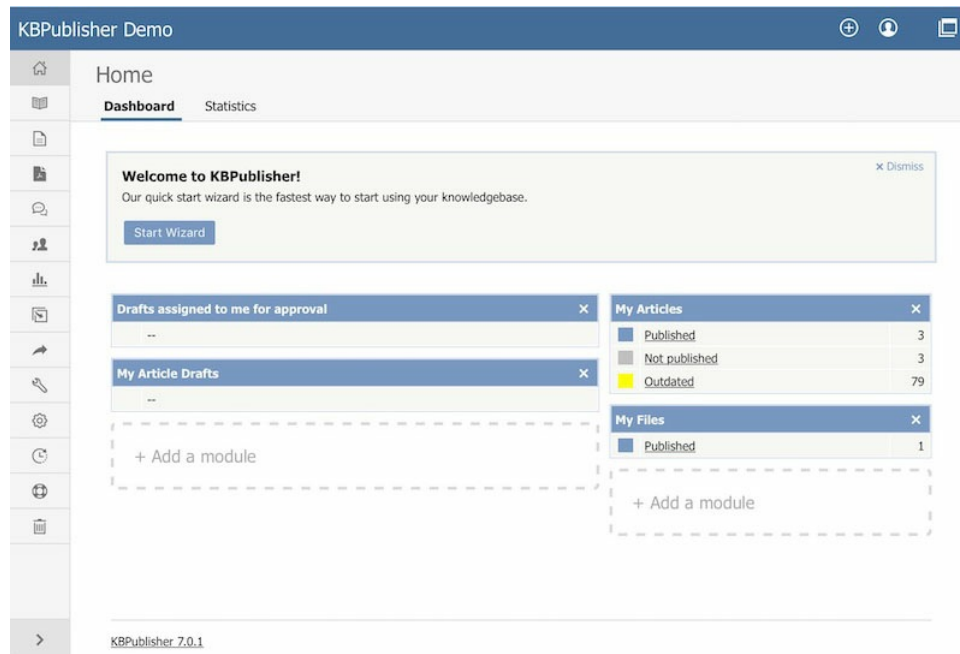 KBPublisher Demo
Home
Dashboard Statistics
Welcome to KBPublisher!
× Dismiss
Our quick start wizard is the fastest way to start using your knowledgebase.
Start Wizard
Drafts assigned to me for approval ×
--
My Article Drafts ×
--
+ Add a module
My Articles ×
Published 3
Not published 3
Outdated 79
My Files ×
Published 1
+ Add a module
KBPublisher 7.0.1